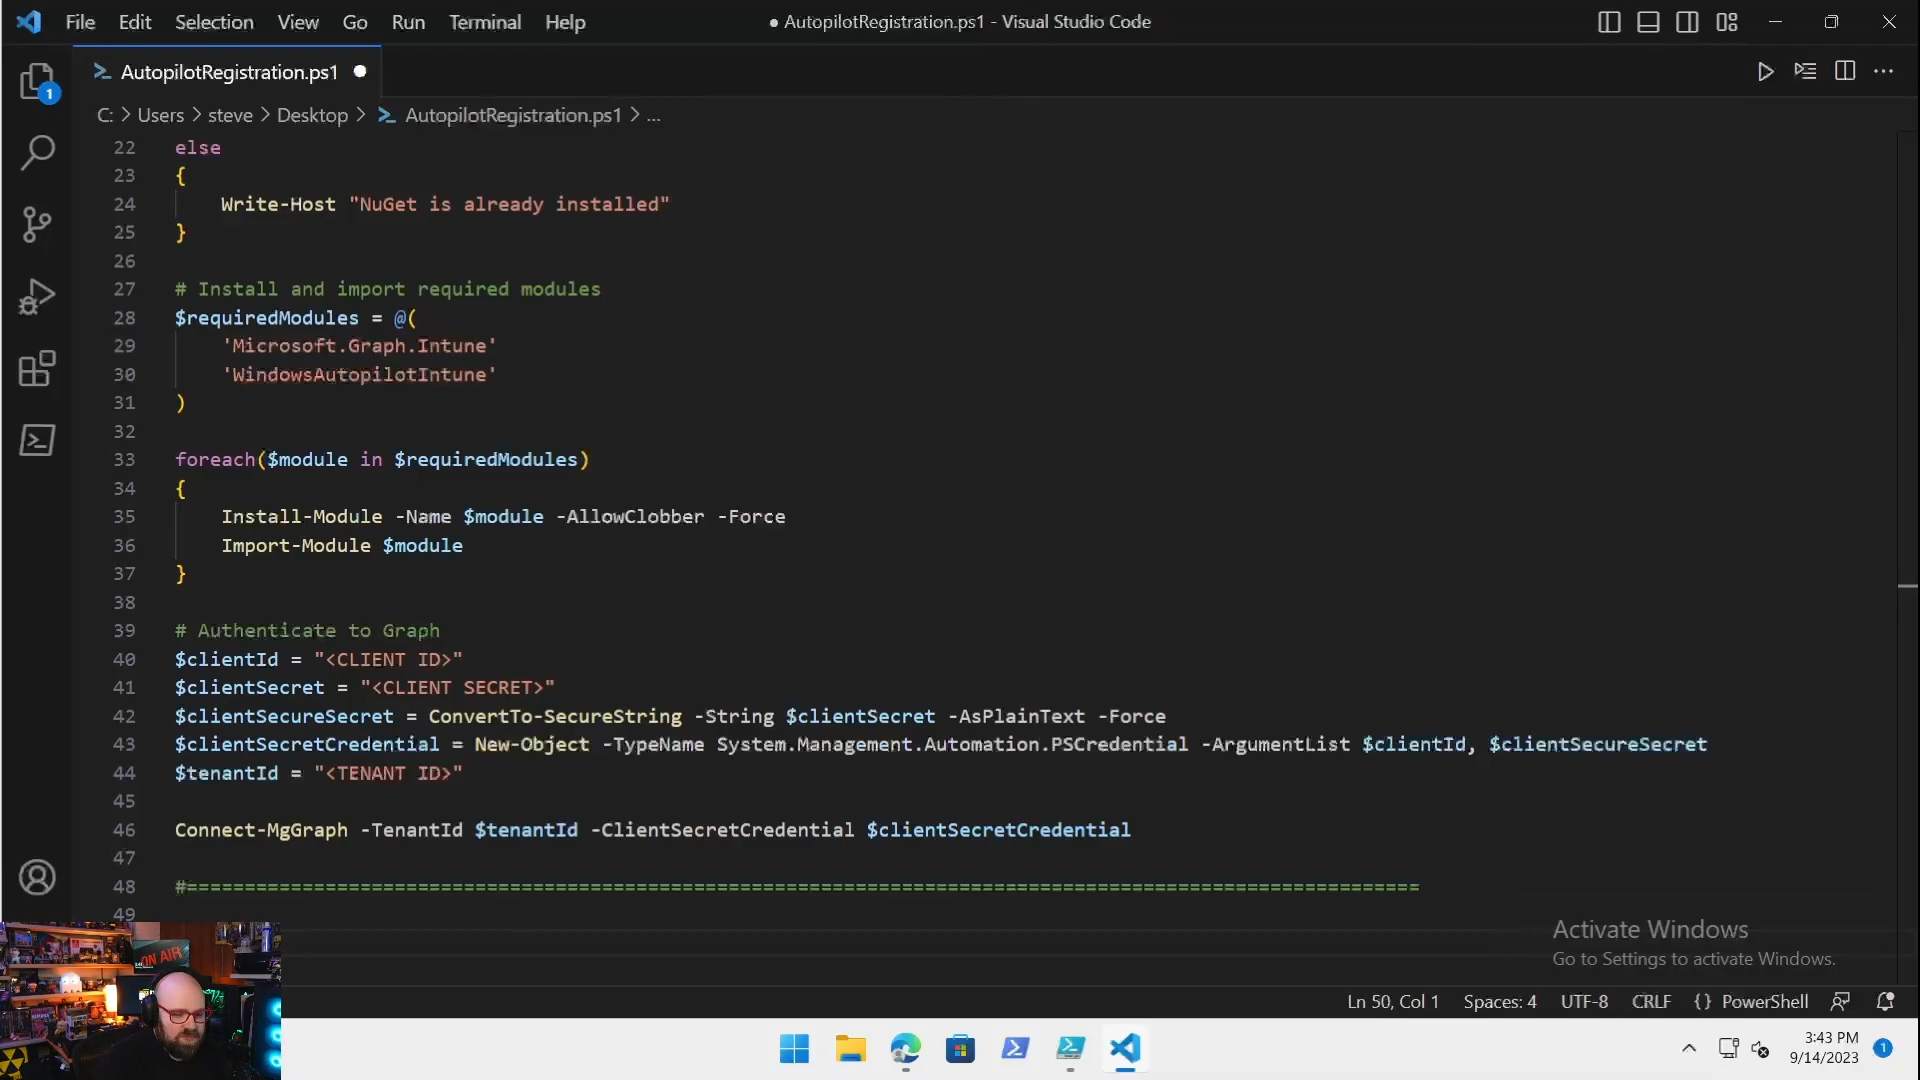 File Edit Selection View Go Run Terminal Help
● AutopilotRegistration.ps1 - Visual Studio Code
AutopilotRegistration.ps1 ●
1
C: > Users > steve > Desktop > AutopilotRegistration.ps1 > ...
22 else
23 {
24 Write-Host "NuGet is already installed"
25 }
26
27 # Install and import required modules
28 $requiredModules = @(
29 'Microsoft.Graph.Intune'
30 'WindowsAutopilotIntune'
31 )
32
33 foreach($module in $requiredModules)
34 {
35 Install-Module -Name $module -AllowClobber -Force
36 Import-Module $module
37 }
38
39 # Authenticate to Graph
40 $clientId = "<CLIENT ID>"
41 $clientSecret = "<CLIENT SECRET>"
42 $clientSecureSecret = ConvertTo-SecureString -String $clientSecret -AsPlainText -Force
43 $clientSecretCredential = New-Object -TypeName System.Management.Automation.PSCredential -ArgumentList $clientId, $clientSecureSecret
44 $tenantId = "<TENANT ID>"
45
46 Connect-MgGraph -TenantId $tenantId -ClientSecretCredential $clientSecretCredential
47
48 #===========================================================================================================
49
Activate Windows
Go to Settings to activate Windows.
ON AIR
Ln 50, Col 1 Spaces: 4 UTF-8 CRLF {} PowerShell
3:43 PM
9/14/2023
1